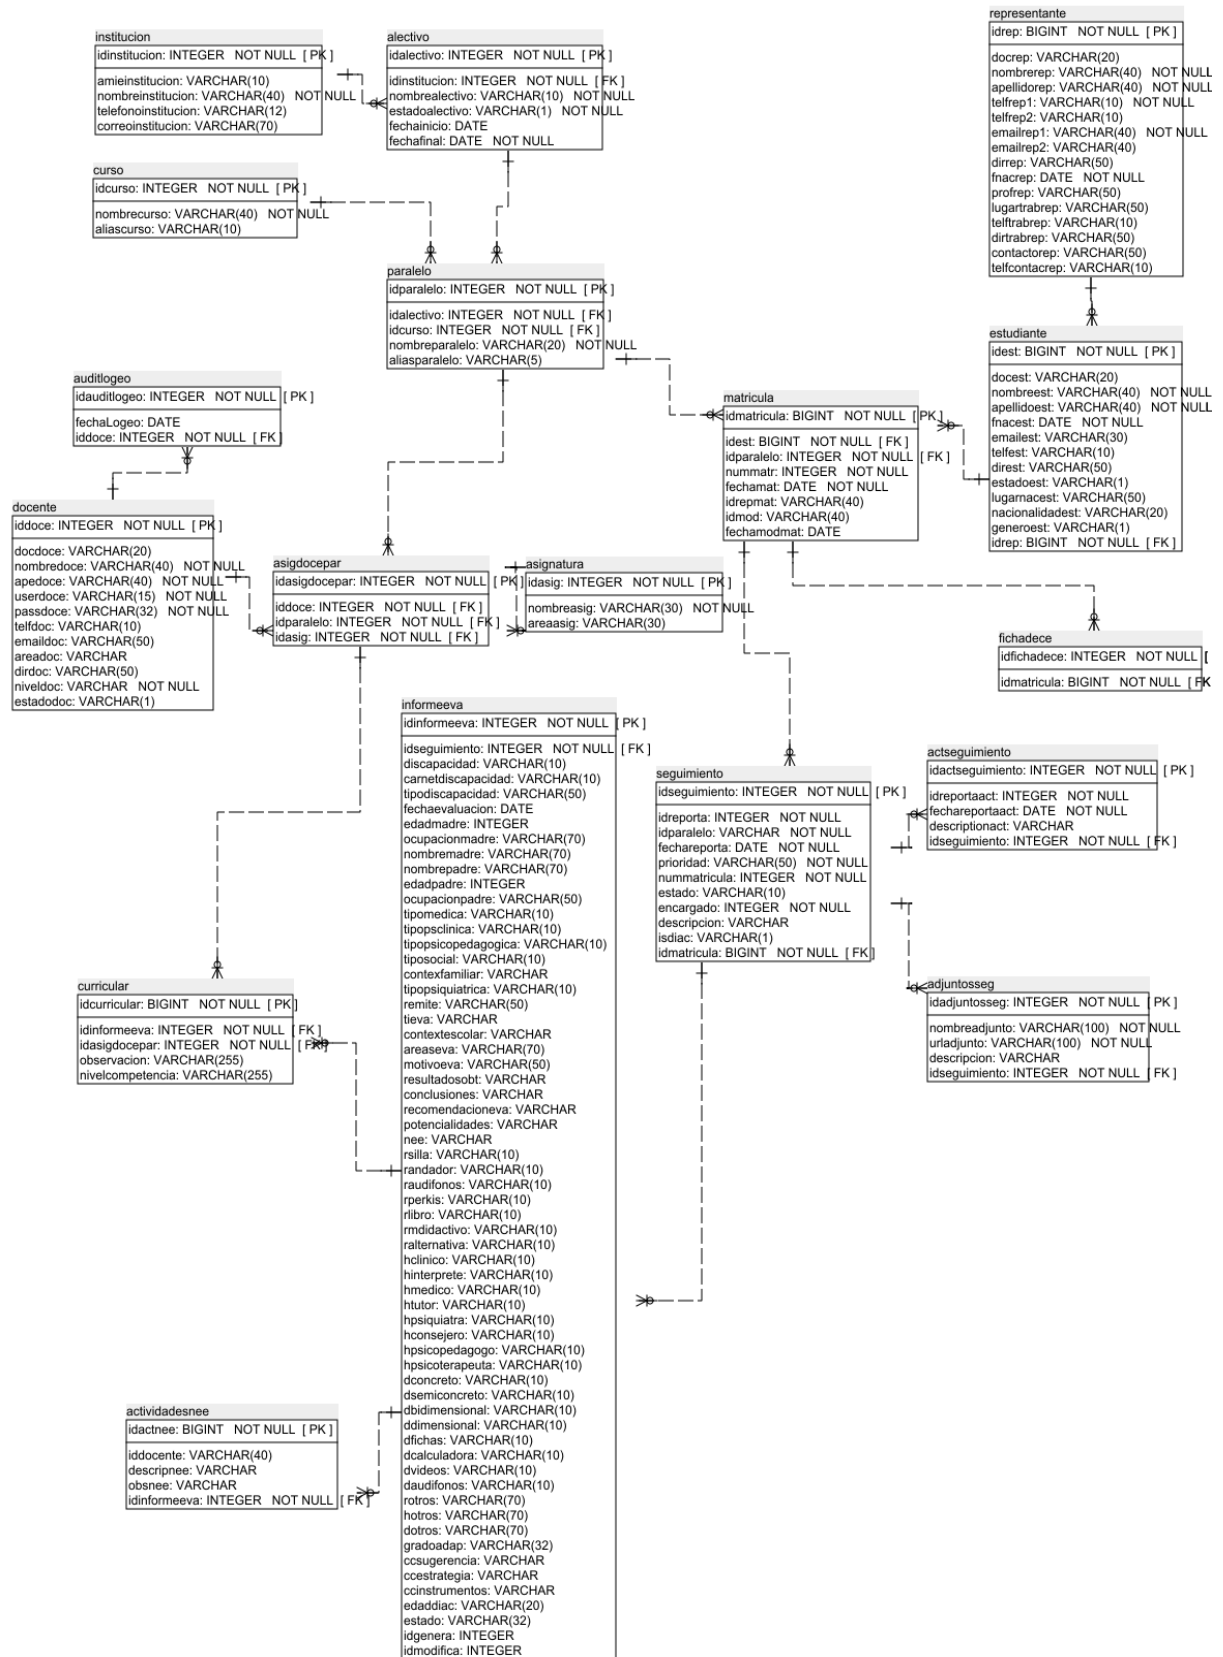 institucion
idinstitucion: INTEGER NOT NULL [ PK ]
amieinstitucion: VARCHAR(10)
nombreinstitucion: VARCHAR(40) NOT NULL
telefonoinstitucion: VARCHAR(12)
correoinstitucion: VARCHAR(70)
alectivo
idalectivo: INTEGER NOT NULL [ PK ]
idinstitucion: INTEGER NOT NULL [ FK ]
nombrealectivo: VARCHAR(10) NOT NULL
estadoalectivo: VARCHAR(1) NOT NULL
fechainicio: DATE
fechafinal: DATE NOT NULL
representante
idrep: BIGINT NOT NULL [ PK ]
docrep: VARCHAR(20)
nombrerep: VARCHAR(40) NOT NULL
apellidorep: VARCHAR(40) NOT NULL
telfrep1: VARCHAR(10) NOT NULL
telfrep2: VARCHAR(10)
emailrep1: VARCHAR(40) NOT NULL
emailrep2: VARCHAR(40)
dirrep: VARCHAR(50)
fnacrep: DATE NOT NULL
profrep: VARCHAR(50)
lugartrabrep: VARCHAR(50)
telftrabrep: VARCHAR(10)
dirtrabrep: VARCHAR(50)
contactorep: VARCHAR(50)
telfcontacrep: VARCHAR(10)
curso
idcurso: INTEGER NOT NULL [ PK ]
nombrecurso: VARCHAR(40) NOT NULL
aliascurso: VARCHAR(10)
paralelo
idparalelo: INTEGER NOT NULL [ PK ]
idalectivo: INTEGER NOT NULL [ FK ]
idcurso: INTEGER NOT NULL [ FK ]
nombreparalelo: VARCHAR(20) NOT NULL
aliasparalelo: VARCHAR(5)
estudiante
idest: BIGINT NOT NULL [ PK ]
docest: VARCHAR(20)
nombreest: VARCHAR(40) NOT NULL
apellidoest: VARCHAR(40) NOT NULL
fnacest: DATE NOT NULL
emailest: VARCHAR(30)
telfest: VARCHAR(10)
direst: VARCHAR(50)
estadoest: VARCHAR(1)
lugarnacest: VARCHAR(50)
nacionalidadest: VARCHAR(20)
generoest: VARCHAR(1)
idrep: BIGINT NOT NULL [ FK ]
auditlogeo
idauditlogeo: INTEGER NOT NULL [ PK ]
fechaLogeo: DATE
iddoce: INTEGER NOT NULL [ FK ]
matricula
idmatricula: BIGINT NOT NULL [ PK ]
idest: BIGINT NOT NULL [ FK ]
idparalelo: INTEGER NOT NULL [ FK ]
nummatr: INTEGER NOT NULL
fechamat: DATE NOT NULL
idrepmat: VARCHAR(40)
idmod: VARCHAR(40)
fechamodmat: DATE
docente
iddoce: INTEGER NOT NULL [ PK ]
docdoce: VARCHAR(20)
nombredoce: VARCHAR(40) NOT NULL
apedoce: VARCHAR(40) NOT NULL
userdoce: VARCHAR(15) NOT NULL
passdoce: VARCHAR(32) NOT NULL
telfdoc: VARCHAR(10)
emaildoc: VARCHAR(50)
areadoc: VARCHAR
dirdoc: VARCHAR(50)
niveldoc: VARCHAR NOT NULL
estadodoc: VARCHAR(1)
asigdocepar
idasigdocepar: INTEGER NOT NULL [ PK ]
iddoce: INTEGER NOT NULL [ FK ]
idparalelo: INTEGER NOT NULL [ FK ]
idasig: INTEGER NOT NULL [ FK ]
asignatura
idasig: INTEGER NOT NULL [ PK ]
nombreasig: VARCHAR(30) NOT NULL
areaasig: VARCHAR(30)
fichadece
idfichadece: INTEGER NOT NULL [
idmatricula: BIGINT NOT NULL [ FK
informeeva
idinformeeva: INTEGER NOT NULL [ PK ]
idseguimiento: INTEGER NOT NULL [ FK ]
discapacidad: VARCHAR(10)
carnetdiscapacidad: VARCHAR(10)
tipodiscapacidad: VARCHAR(50)
fechaevaluacion: DATE
edadmadre: INTEGER
ocupacionmadre: VARCHAR(70)
nombremadre: VARCHAR(70)
nombrepadre: VARCHAR(70)
edadpadre: INTEGER
ocupacionpadre: VARCHAR(50)
tipomedica: VARCHAR(10)
tipopsclinica: VARCHAR(10)
tipopsicopedagogica: VARCHAR(10)
tiposocial: VARCHAR(10)
contexfamiliar: VARCHAR
tipopsiquiatrica: VARCHAR(10)
remite: VARCHAR(50)
tieva: VARCHAR
contextescolar: VARCHAR
areaseva: VARCHAR(70)
motivoeva: VARCHAR(50)
resultadosobt: VARCHAR
conclusiones: VARCHAR
recomendacioneva: VARCHAR
potencialidades: VARCHAR
nee: VARCHAR
rsilla: VARCHAR(10)
randador: VARCHAR(10)
raudifonos: VARCHAR(10)
rperkis: VARCHAR(10)
rlibro: VARCHAR(10)
rmdidactivo: VARCHAR(10)
ralternativa: VARCHAR(10)
hclinico: VARCHAR(10)
hinterprete: VARCHAR(10)
hmedico: VARCHAR(10)
htutor: VARCHAR(10)
hpsiquiatra: VARCHAR(10)
hconsejero: VARCHAR(10)
hpsicopedagogo: VARCHAR(10)
hpsicoterapeuta: VARCHAR(10)
dconcreto: VARCHAR(10)
dsemiconcreto: VARCHAR(10)
dbidimensional: VARCHAR(10)
ddimensional: VARCHAR(10)
dfichas: VARCHAR(10)
dcalculadora: VARCHAR(10)
dvideos: VARCHAR(10)
daudifonos: VARCHAR(10)
rotros: VARCHAR(70)
hotros: VARCHAR(70)
dotros: VARCHAR(70)
gradoadap: VARCHAR(32)
ccsugerencia: VARCHAR
ccestrategia: VARCHAR
ccinstrumentos: VARCHAR
edaddiac: VARCHAR(20)
estado: VARCHAR(32)
idgenera: INTEGER
idmodifica: INTEGER
seguimiento
idseguimiento: INTEGER NOT NULL [ PK ]
idreporta: INTEGER NOT NULL
idparalelo: VARCHAR NOT NULL
fechareporta: DATE NOT NULL
prioridad: VARCHAR(50) NOT NULL
nummatricula: INTEGER NOT NULL
estado: VARCHAR(10)
encargado: INTEGER NOT NULL
descripcion: VARCHAR
isdiac: VARCHAR(1)
idmatricula: BIGINT NOT NULL [ FK ]
actseguimiento
idactseguimiento: INTEGER NOT NULL [ PK ]
idreportaact: INTEGER NOT NULL
fechareportaact: DATE NOT NULL
descriptionact: VARCHAR
idseguimiento: INTEGER NOT NULL [ FK ]
adjuntosseg
idadjuntosseg: INTEGER NOT NULL [ PK ]
nombreadjunto: VARCHAR(100) NOT NULL
urladjunto: VARCHAR(100) NOT NULL
descripcion: VARCHAR
idseguimiento: INTEGER NOT NULL [ FK ]
curricular
idcurricular: BIGINT NOT NULL [ PK ]
idinformeeva: INTEGER NOT NULL [ FK ]
idasigdocepar: INTEGER NOT NULL [ FK ]
observacion: VARCHAR(255)
nivelcompetencia: VARCHAR(255)
actividadesnee
idactnee: BIGINT NOT NULL [ PK ]
iddocente: VARCHAR(40)
descripnee: VARCHAR
obsnee: VARCHAR
idinformeeva: INTEGER NOT NULL [ FK ]